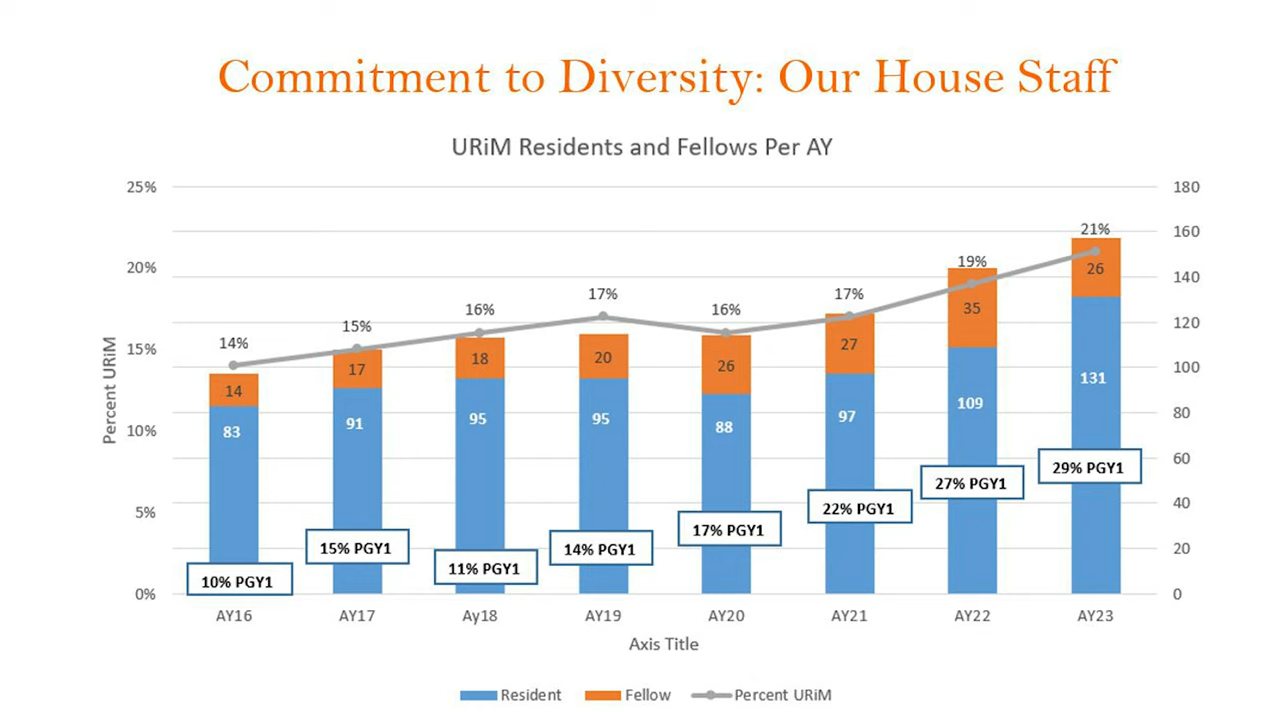 Commitment to Diversity: Our House Staff
URiM Residents and Fellows Per AY
25%
20%
15%
10%
5%
0%
Percent URiM
180
160
140
120
100
80
60
40
20
0
14%
15%
16%
17%
16%
17%
19%
21%
14
17
18
20
26
27
35
26
83
91
95
95
88
97
109
131
10% PGY1
15% PGY1
11% PGY1
14% PGY1
17% PGY1
22% PGY1
27% PGY1
29% PGY1
AY16 AY17 Ay18 AY19 AY20 AY21 AY22 AY23
Axis Title
Resident Fellow Percent URiM